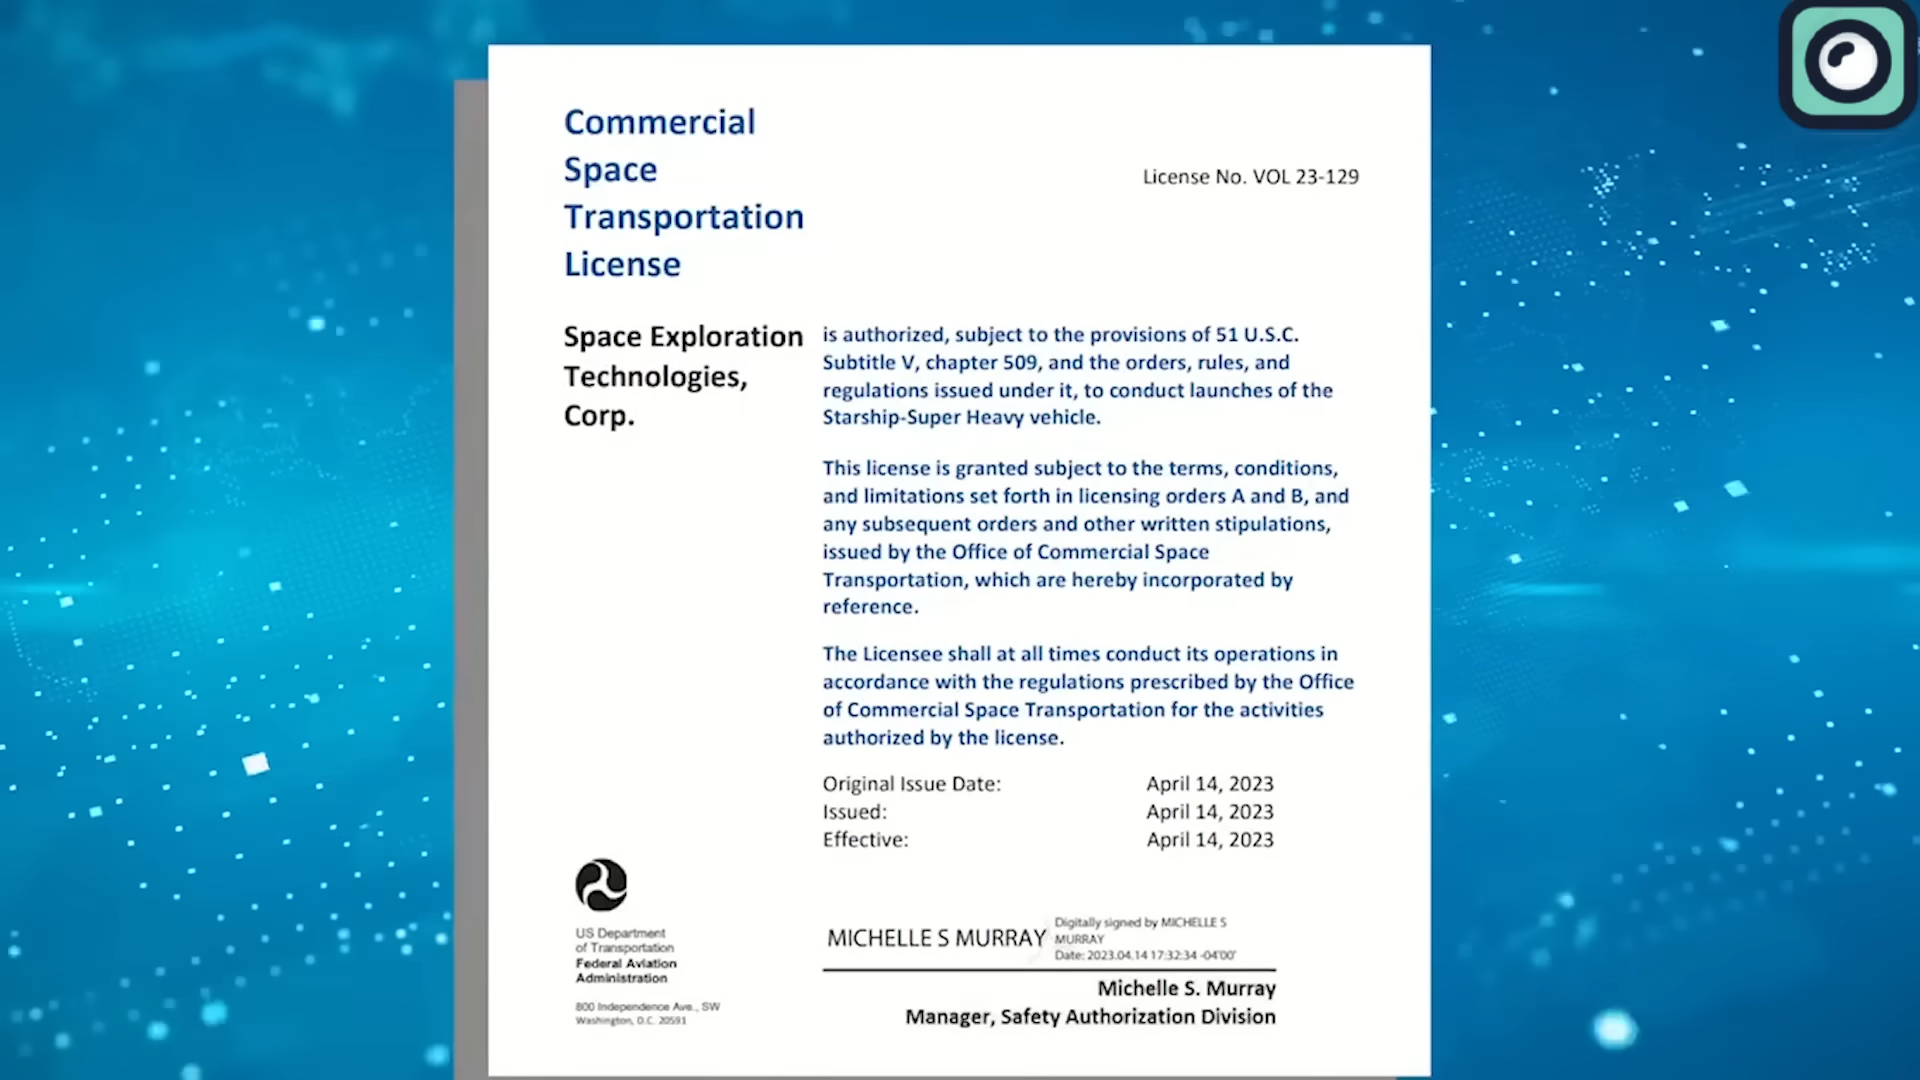 Commercial
Space
Transportation
License
License No. VOL 23-129
Space Exploration
Technologies,
Corp.
is authorized, subject to the provisions of 51 U.S.C.
Subtitle V, chapter 509, and the orders, rules, and
regulations issued under it, to conduct launches of the
Starship-Super Heavy vehicle.
This license is granted subject to the terms, conditions,
and limitations set forth in licensing orders A and B, and
any subsequent orders and other written stipulations,
issued by the Office of Commercial Space
Transportation, which are hereby incorporated by
reference.
The Licensee shall at all times conduct its operations in
accordance with the regulations prescribed by the Office
of Commercial Space Transportation for the activities
authorized by the license.
Original Issue Date: April 14, 2023
Issued: April 14, 2023
Effective: April 14, 2023
US Department
of Transportation
Federal Aviation
Administration
800 Independence Ave., SW
Washington, D.C. 20591
MICHELLE S MURRAY
Digitally signed by MICHELLE S
MURRAY
Date: 2023.04.14 17:32:34 -04'00'
Michelle S. Murray
Manager, Safety Authorization Division